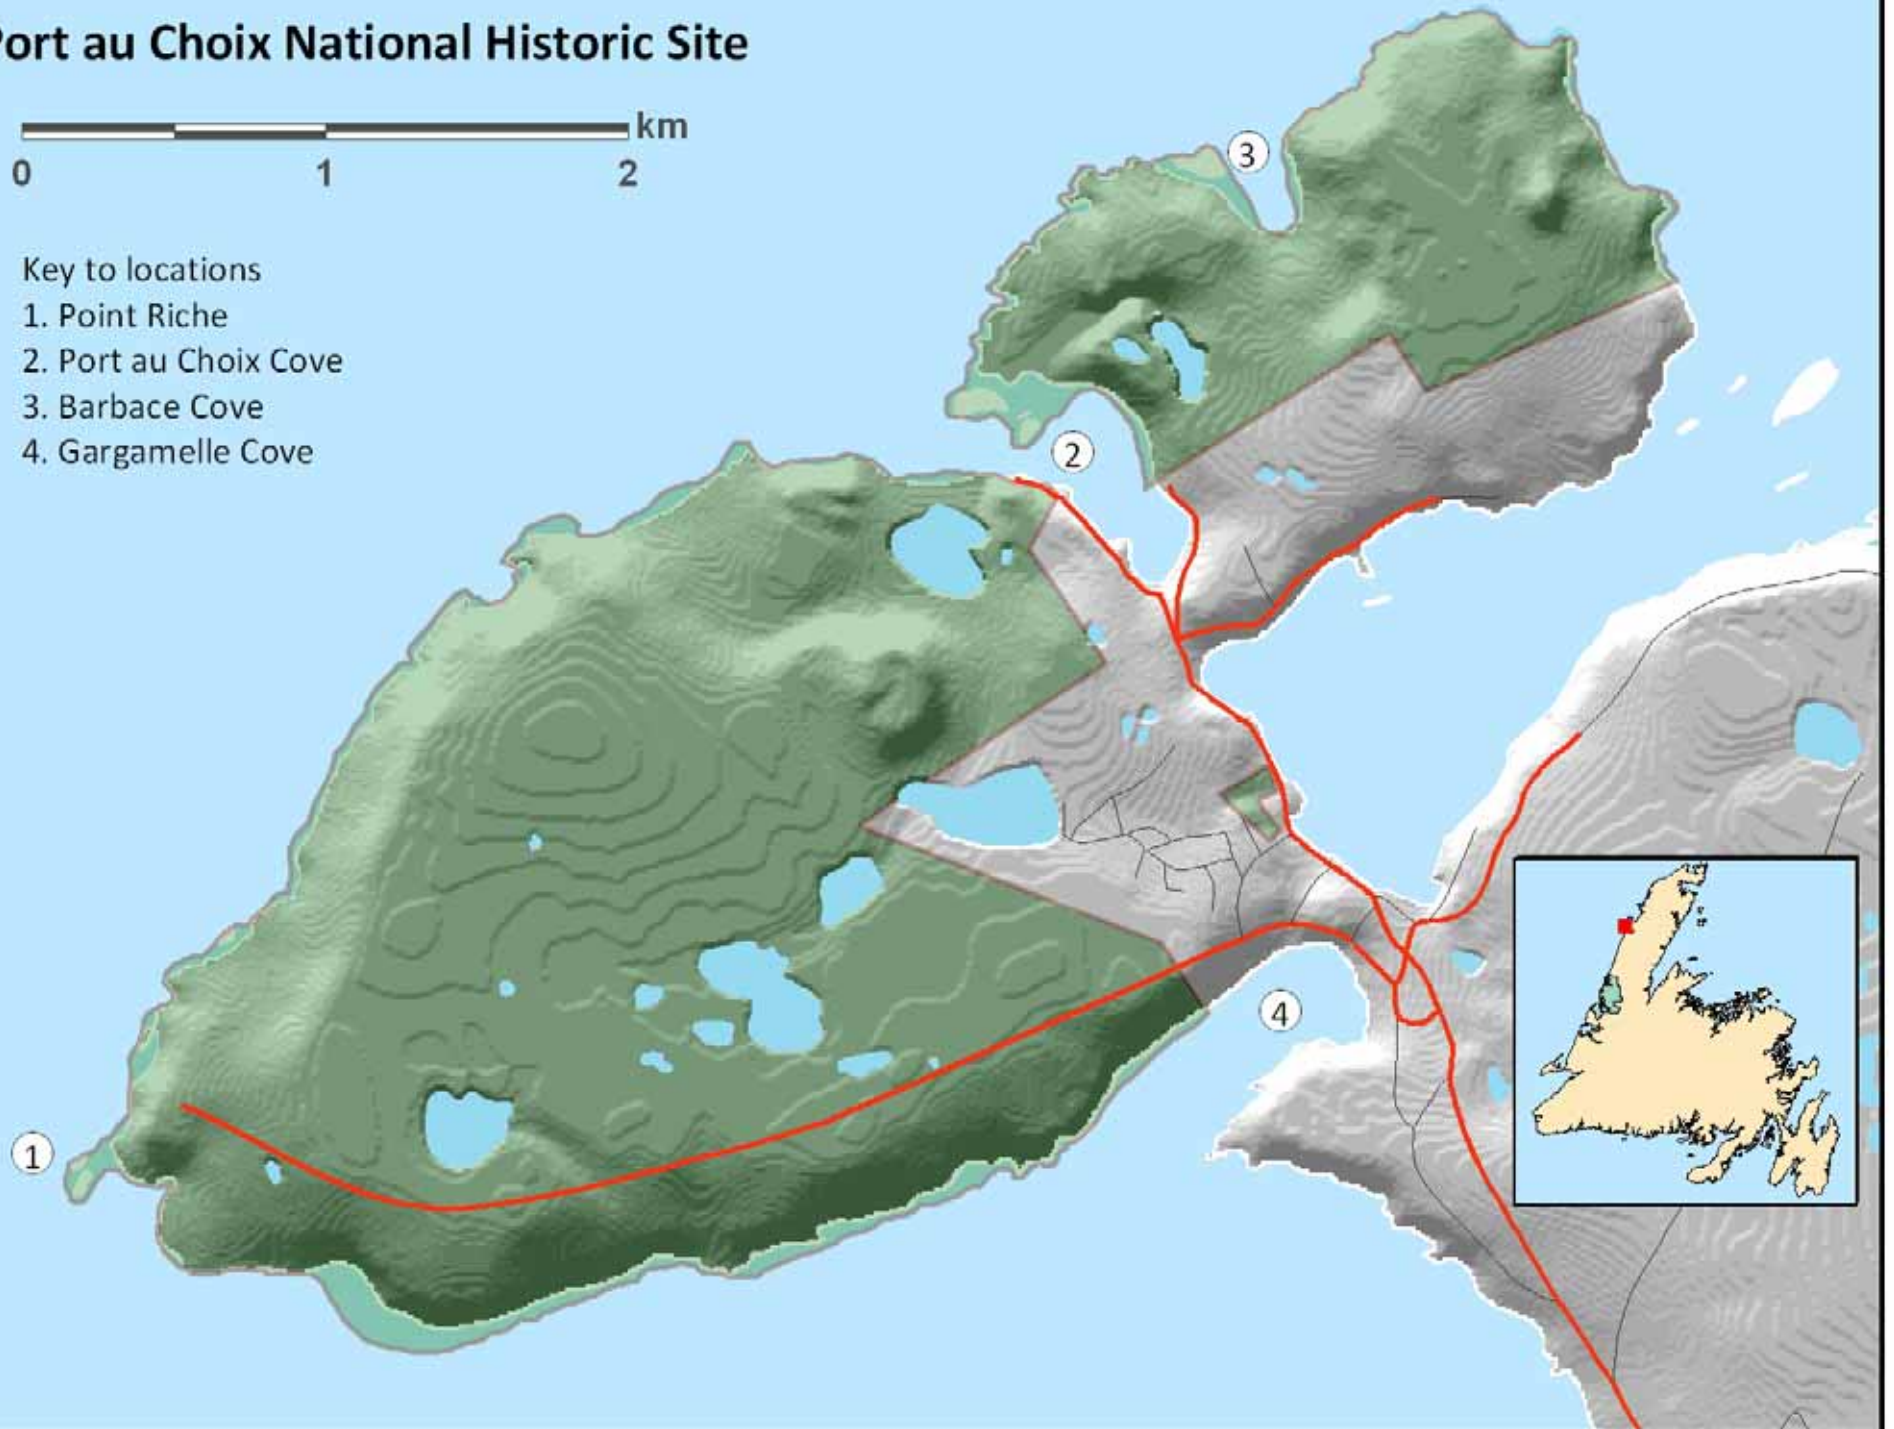 Port au Choix National Historic Site
km
0 1 2
Key to locations
1. Point Riche
2. Port au Choix Cove
3. Barbace Cove
4. Gargamelle Cove
3
2
4
1